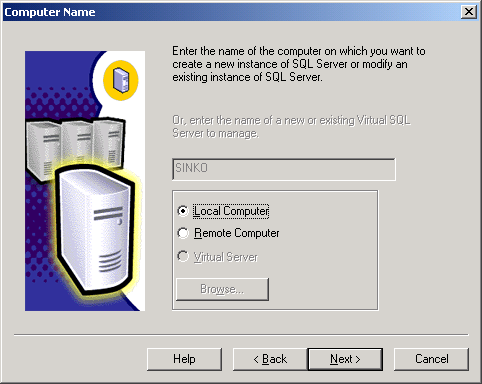 Computer Name
Enter the name of the computer on which you want to
create a new instance of SQL Server or modify an
existing instance of SQL Server.
Or, enter the name of a new or existing Virtual SQL
Server to manage.
SINKO
Local Computer
Remote Computer
Virtual Server
Browse...
Help
< Back
Next >
Cancel